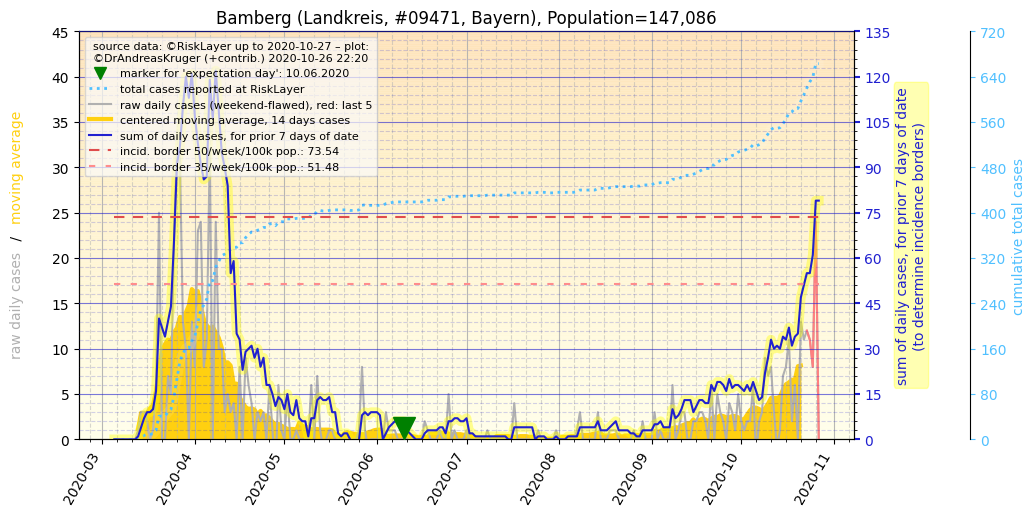 Bamberg (Landkreis, #09471, Bayern), Population=147,086
source data: ©RiskLayer up to 2020-10-27 – plot:
©DrAndreasKruger (+contrib.) 2020-10-26 22:20
marker for 'expectation day': 10.06.2020
total cases reported at RiskLayer
raw daily cases (weekend-flawed), red: last 5
centered moving average, 14 days cases
sum of daily cases, for prior 7 days of date
incid. border 50/week/100k pop.: 73.54
incid. border 35/week/100k pop.: 51.48
raw daily cases / moving average
45
40
35
30
25
20
15
10
5
0
2020-03
2020-04
2020-05
2020-06
2020-07
2020-08
2020-09
2020-10
2020-11
135
120
105
90
75
60
45
30
15
0
sum of daily cases, for prior 7 days of date
(to determine incidence borders)
720
640
560
480
400
320
240
160
80
0
cumulative total cases